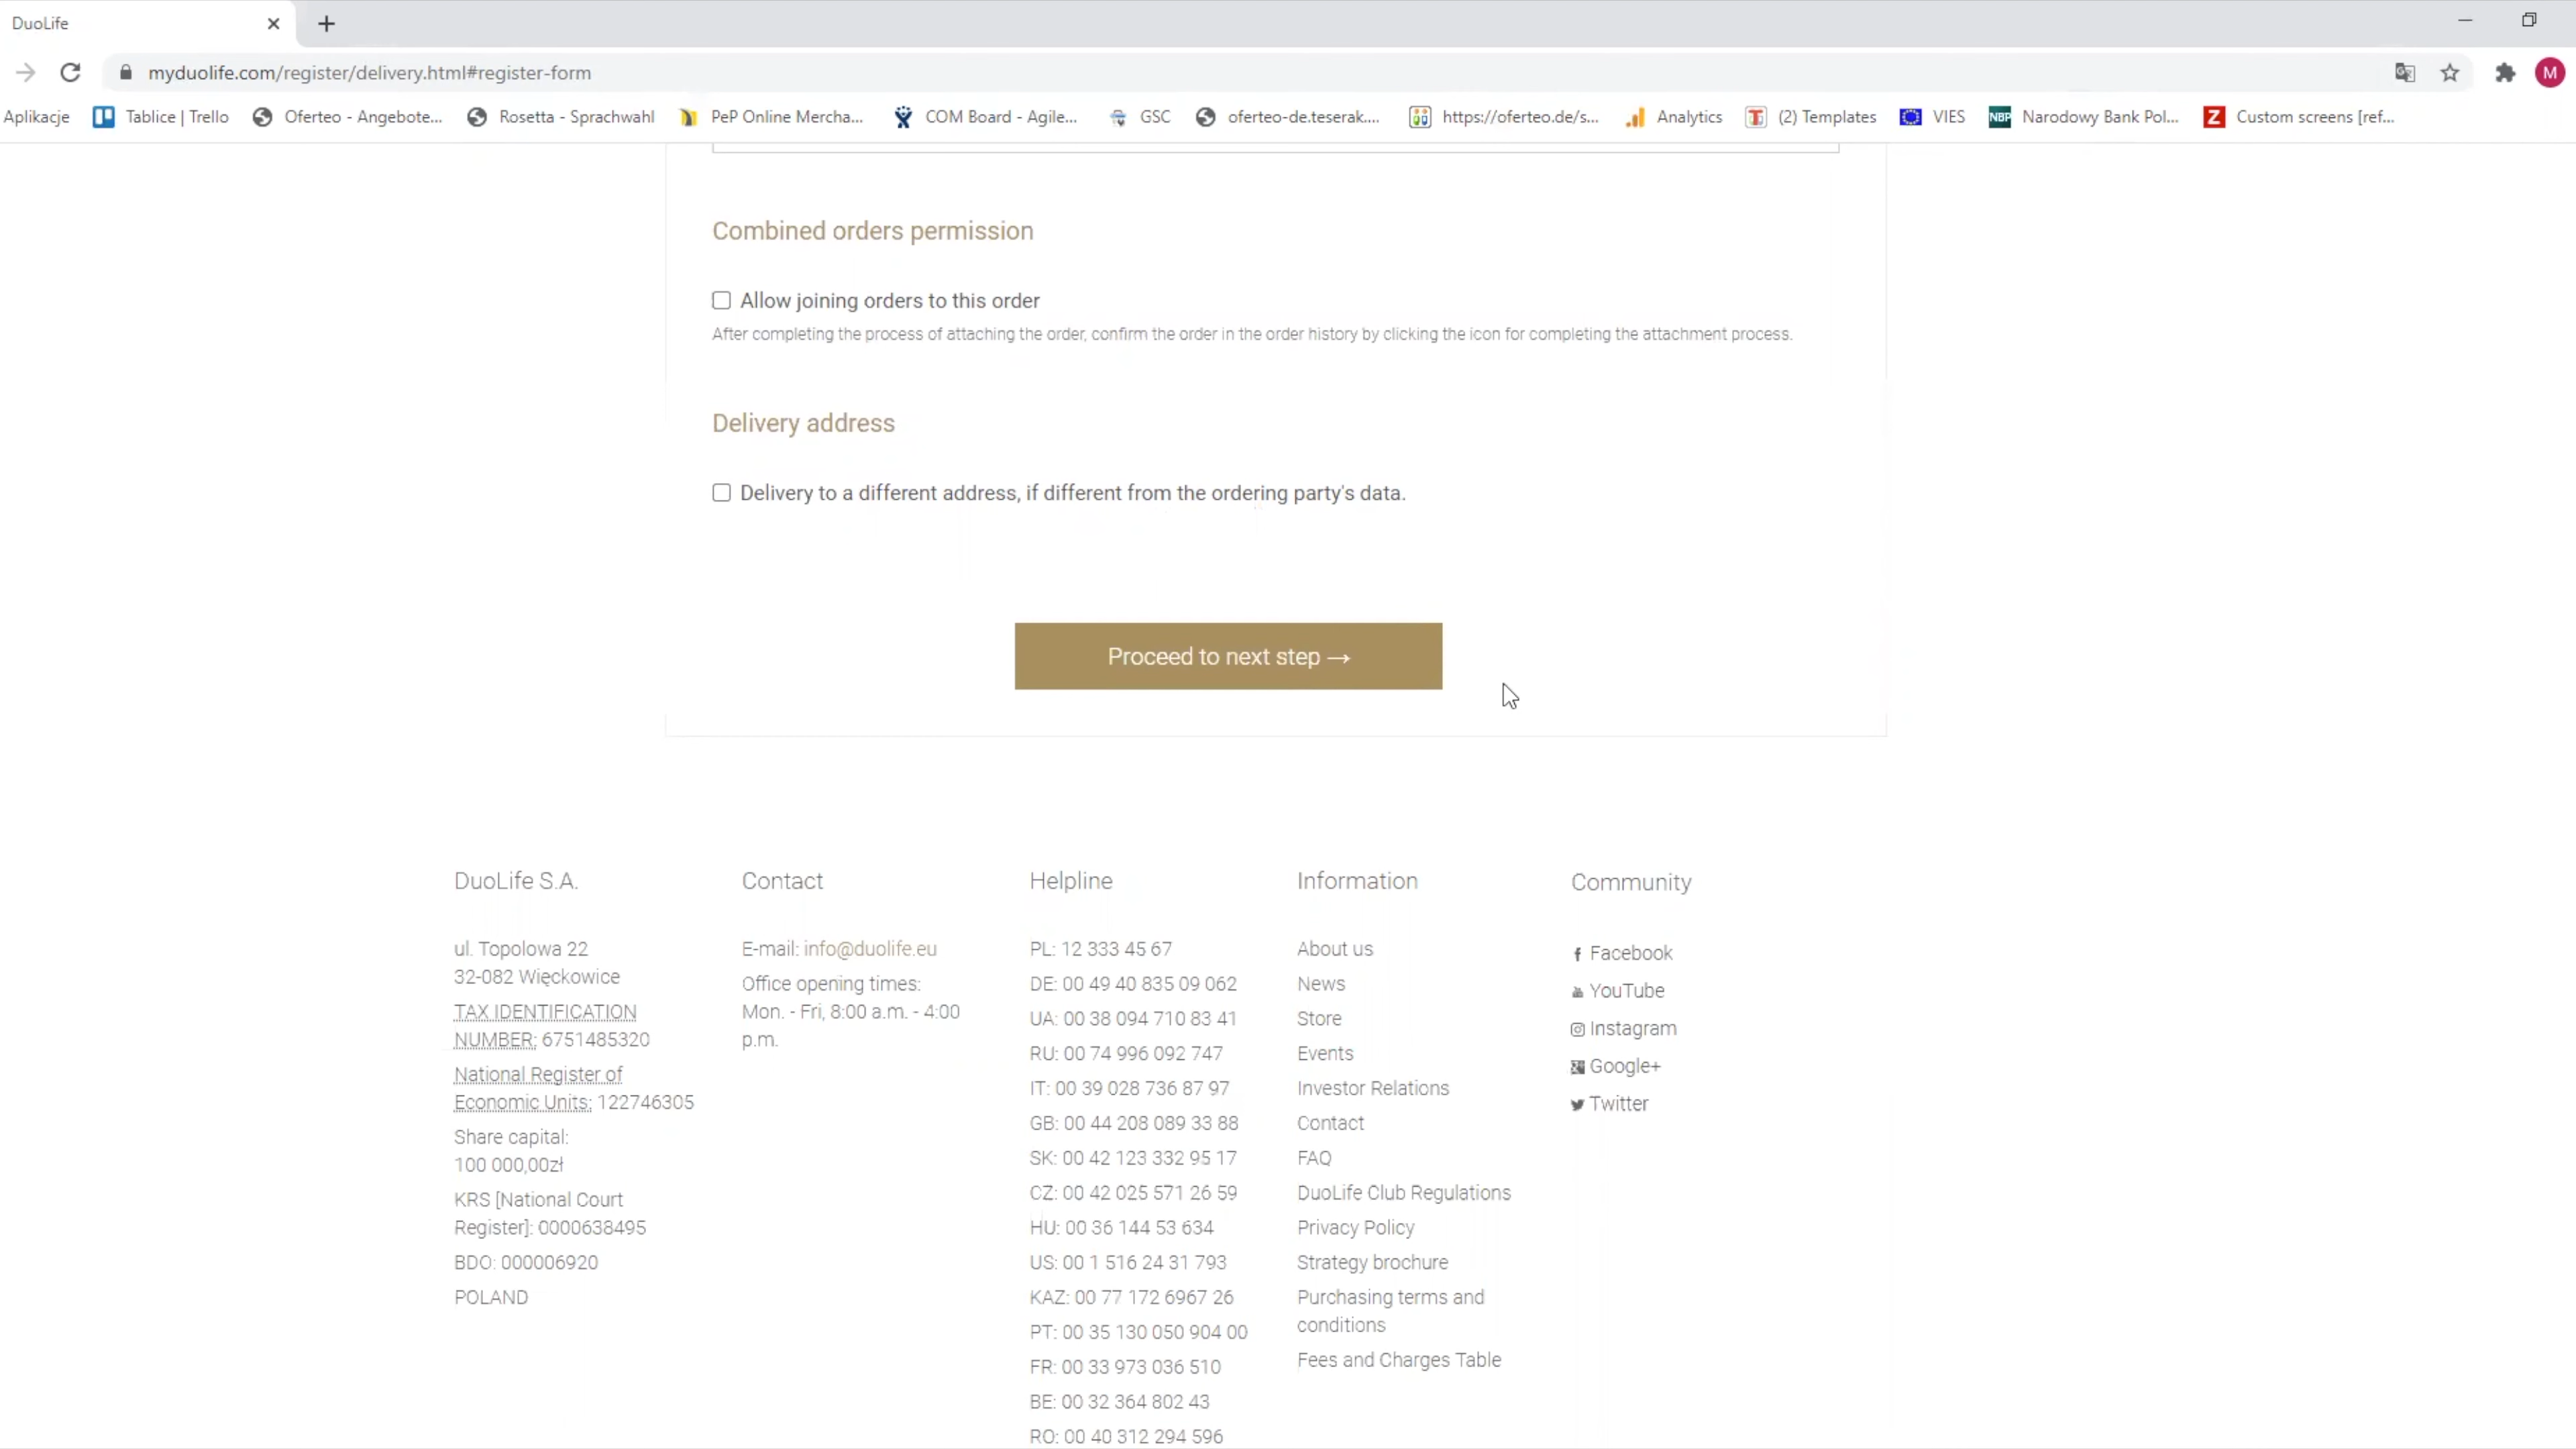 DuoLife
myduolife.com/register/delivery.html#register-form
M
Aplikacje
Tablice | Trello
Oferteo - Angebote...
Rosetta - Sprachwahl
PeP Online Mercha...
COM Board - Agile...
GSC
oferteo-de.teserak....
https://oferteo.de/s...
Analytics
(2) Templates
VIES
NBP
Narodowy Bank Pol...
Z
Custom screens [ref...
Combined orders permission
Allow joining orders to this order
After completing the process of attaching the order, confirm the order in the order history by clicking the icon for completing the attachment process.
Delivery address
Delivery to a different address, if different from the ordering party's data.
Proceed to next step →
DuoLife S.A.
ul. Topolowa 22
32-082 Więckowice
TAX IDENTIFICATION
NUMBER: 6751485320
National Register of
Economic Units: 122746305
Share capital:
100 000,00zł
KRS [National Court
Register]: 0000638495
BDO: 000006920
POLAND
Contact
E-mail: info@duolife.eu
Office opening times:
Mon. - Fri, 8:00 a.m. - 4:00
p.m.
Helpline
PL: 12 333 45 67
DE: 00 49 40 835 09 062
UA: 00 38 094 710 83 41
RU: 00 74 996 092 747
IT: 00 39 028 736 87 97
GB: 00 44 208 089 33 88
SK: 00 42 123 332 95 17
CZ: 00 42 025 571 26 59
HU: 00 36 144 53 634
US: 00 1 516 24 31 793
KAZ: 00 77 172 6967 26
PT: 00 35 130 050 904 00
FR: 00 33 973 036 510
BE: 00 32 364 802 43
RO: 00 40 312 294 596
Information
About us
News
Store
Events
Investor Relations
Contact
FAQ
DuoLife Club Regulations
Privacy Policy
Strategy brochure
Purchasing terms and
conditions
Fees and Charges Table
Community
Facebook
YouTube
Instagram
Google+
Twitter